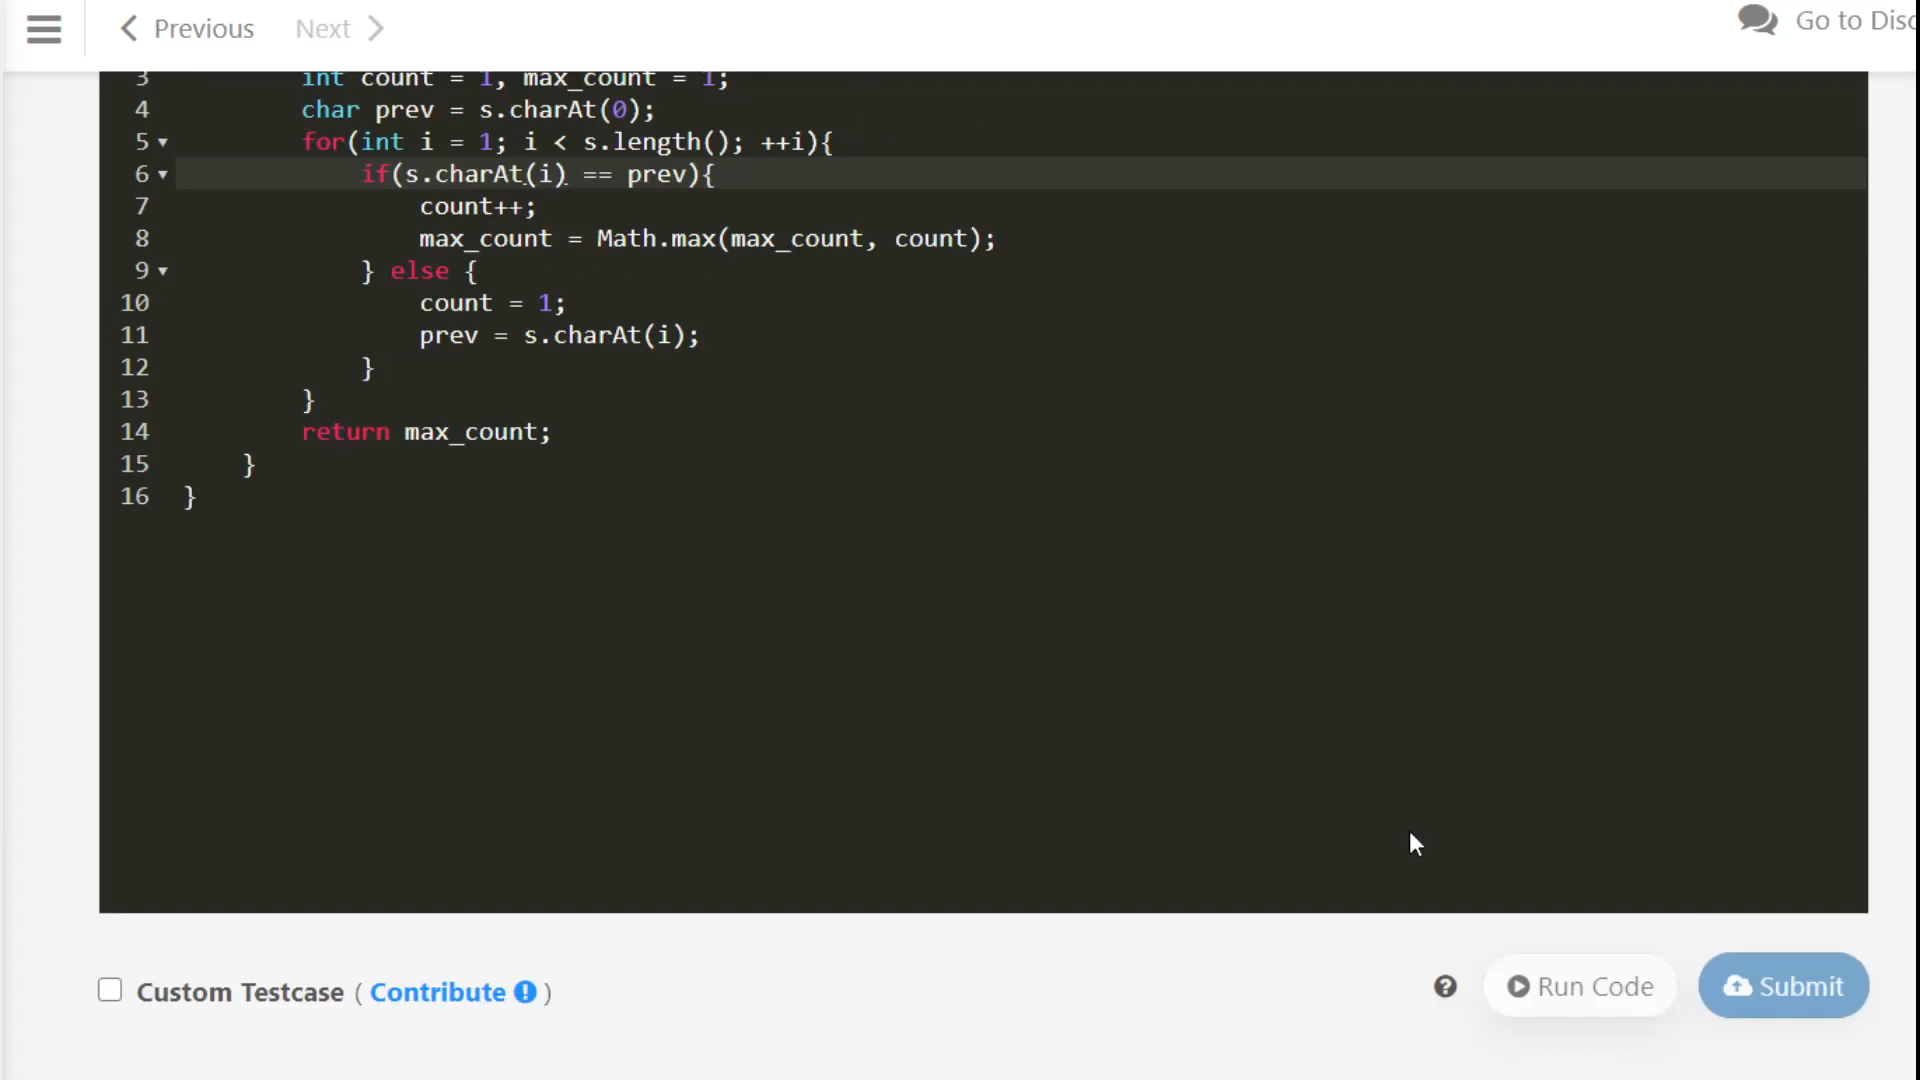 Previous Next Go to Disc
3 int count = 1, max_count = 1;
4 char prev = s.charAt(0);
5 for(int i = 1; i < s.length(); ++i){
6 if(s.charAt(i) == prev){
7 count++;
8 max_count = Math.max(max_count, count);
9 } else {
10 count = 1;
11 prev = s.charAt(i);
12 }
13 }
14 return max_count;
15 }
16 }
Custom Testcase ( Contribute ! ) ? Run Code Submit